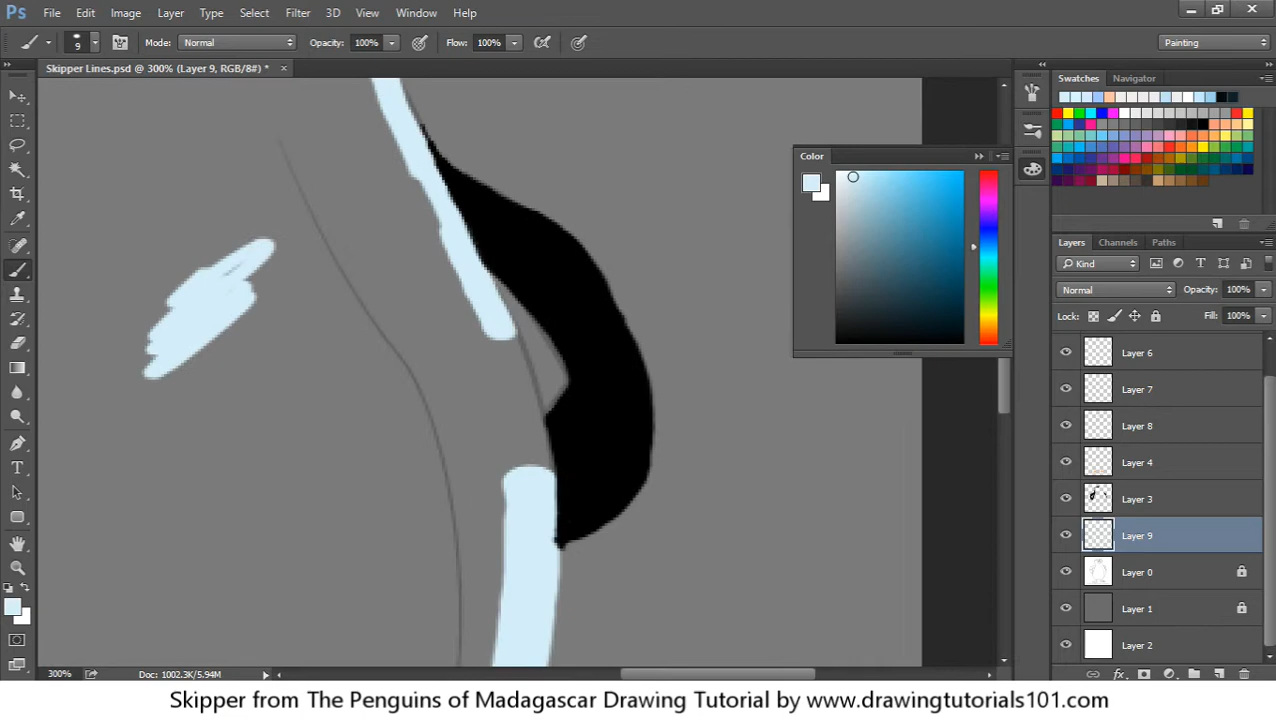 Ps File Edit Image Layer Type Select Filter 3D View Window Help
9 Mode: Normal Opacity: 100% Flow: 100% Painting
Skipper Lines.psd @ 300% (Layer 9, RGB/8#) * ×
Swatches Navigator
Color
Layers Channels Paths
Kind
Normal Opacity: 100%
Lock: Fill: 100%
Layer 6
Layer 7
Layer 8
Layer 4
Layer 3
Layer 9
Layer 0
Layer 1
Layer 2
300% Doc: 1002.3K/5.94M
Skipper from The Penguins of Madagascar Drawing Tutorial by www.drawingtutorials101.com